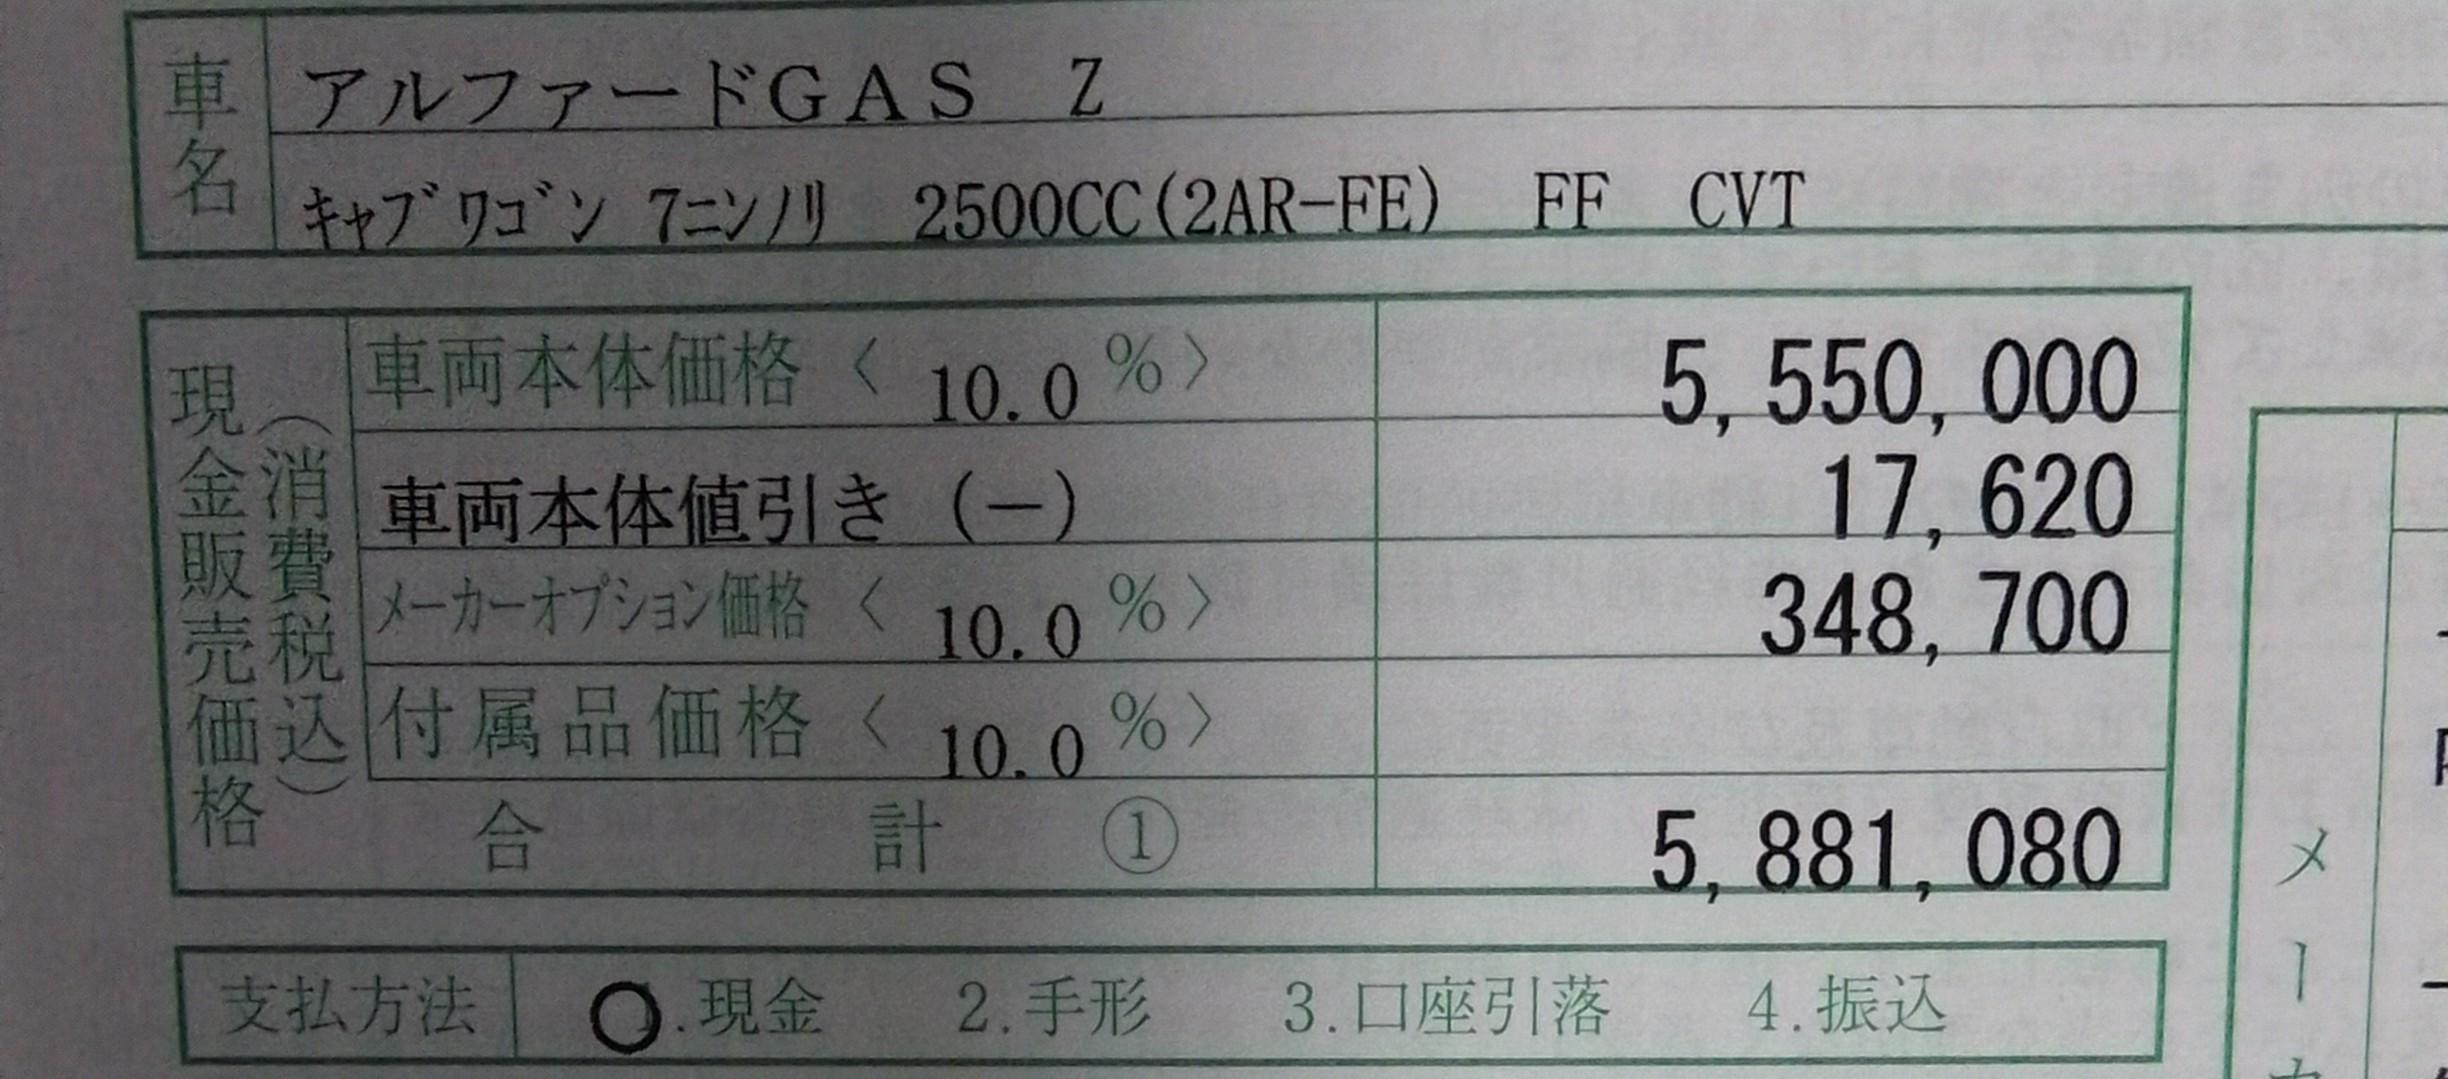 車名
アルファードGAS Z
ｷｬﾌﾞﾜｺﾞﾝ 7ﾆﾝﾉﾘ 2500CC(2AR-FE) FF CVT
現金販売価格
（消費税込）
車両本体価格〈 10.0 %〉 5,550,000
車両本体値引き（－） 17,620
メーカーオプション価格〈 10.0 %〉 348,700
付属品価格〈 10.0 %〉
合計 ① 5,881,080
支払方法 ○.現金 2.手形 3.口座引落 4.振込
メー